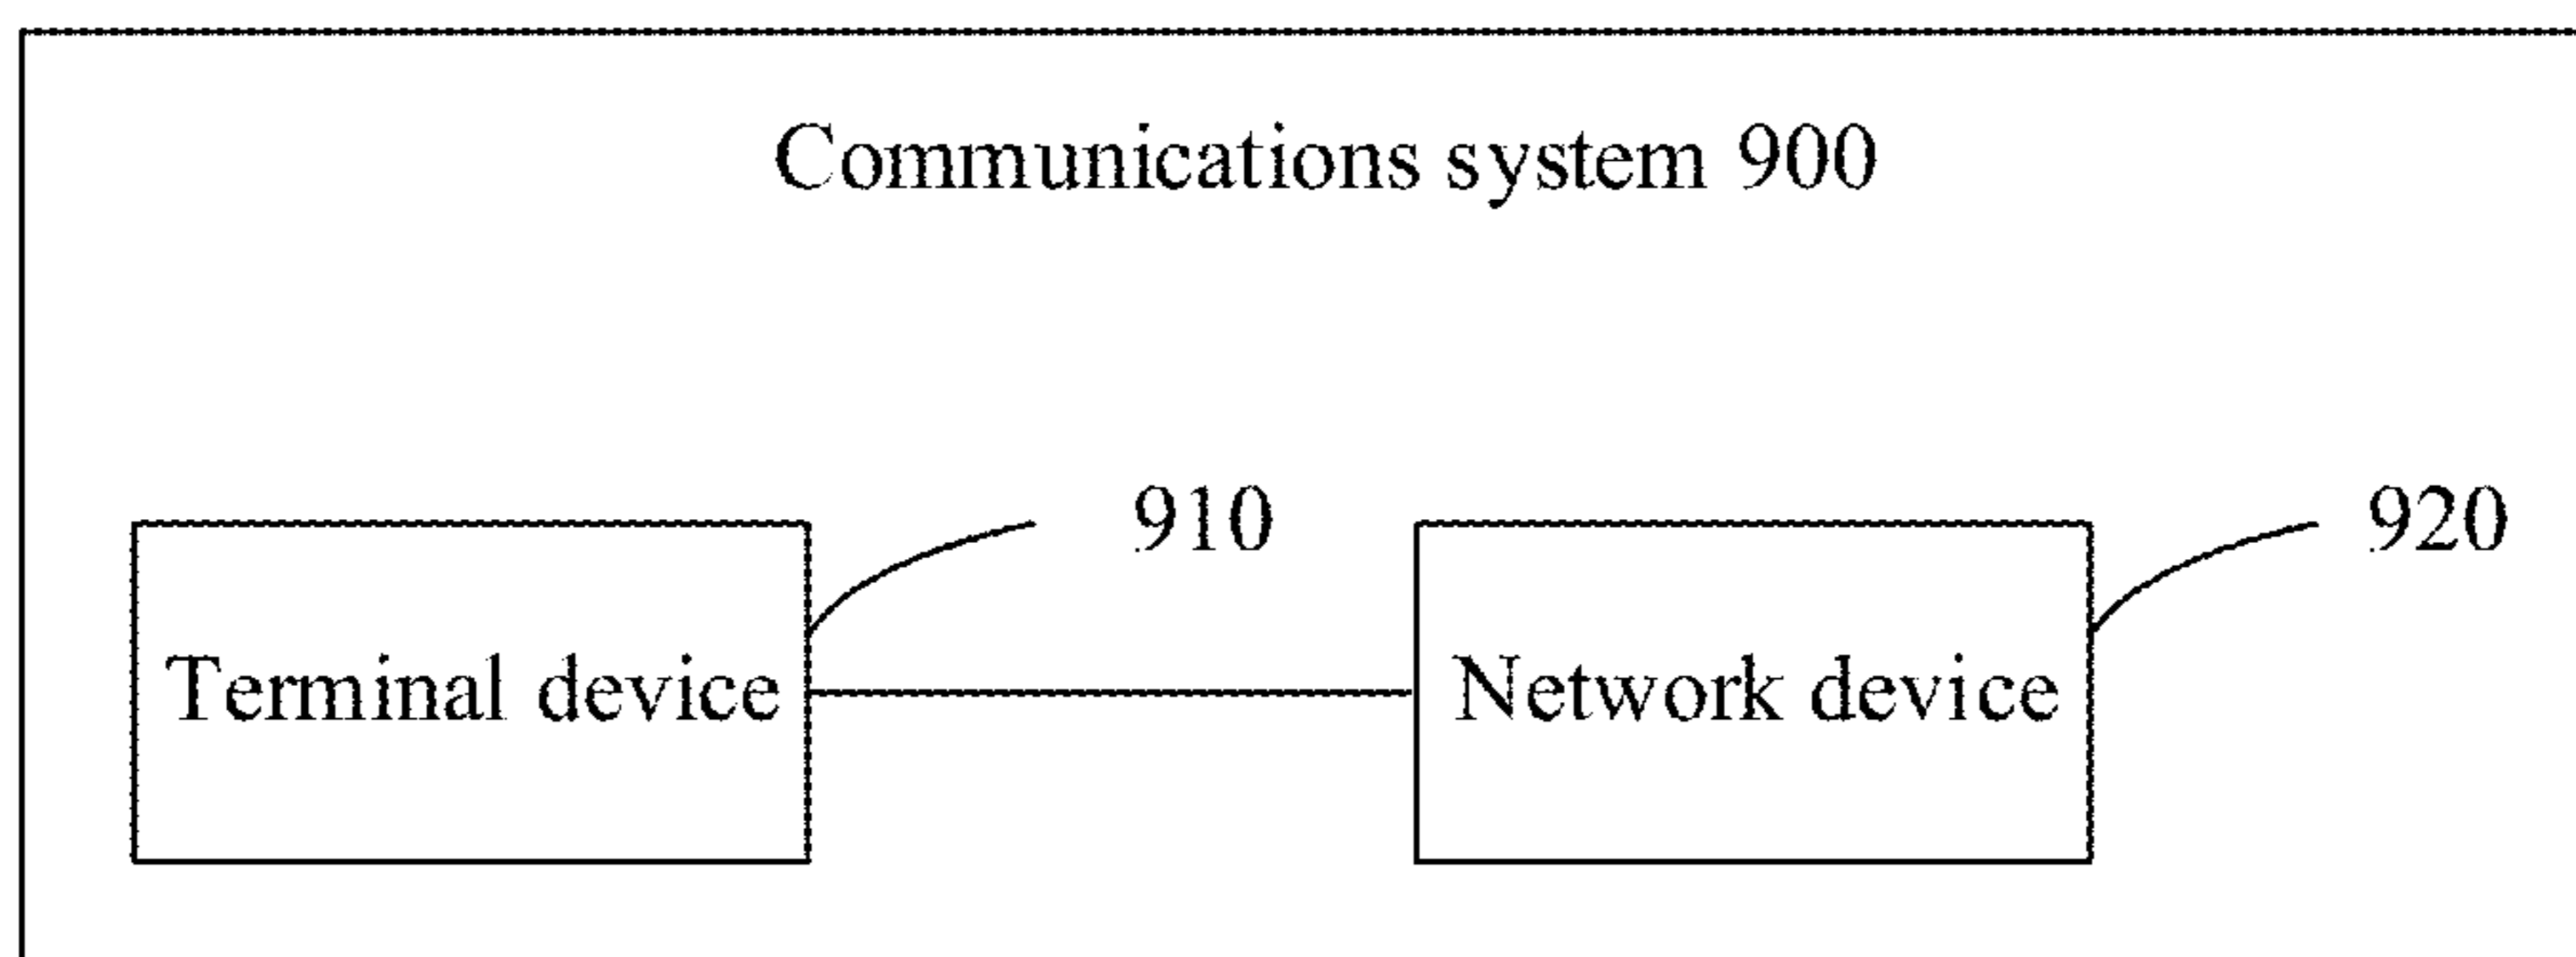 Communications system 900
910
920
Terminal device
Network device